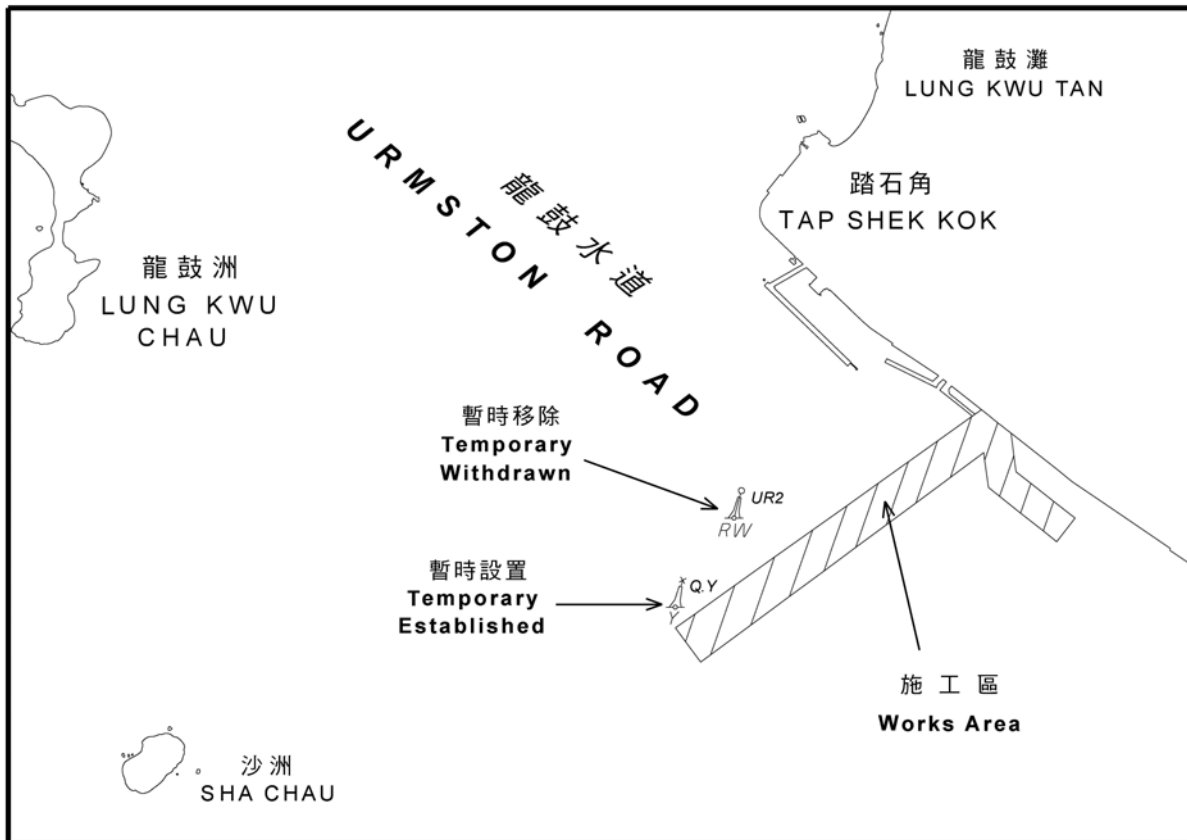 龍鼓灘
LUNG KWU TAN
踏石角
TAP SHEK KOK
龍鼓水道
URMSTON ROAD
龍鼓洲
LUNG KWU
CHAU
暫時移除
Temporary
Withdrawn
UR2
RW
暫時設置
Temporary
Established
Q.Y
Y
施工區
Works Area
沙洲
SHA CHAU